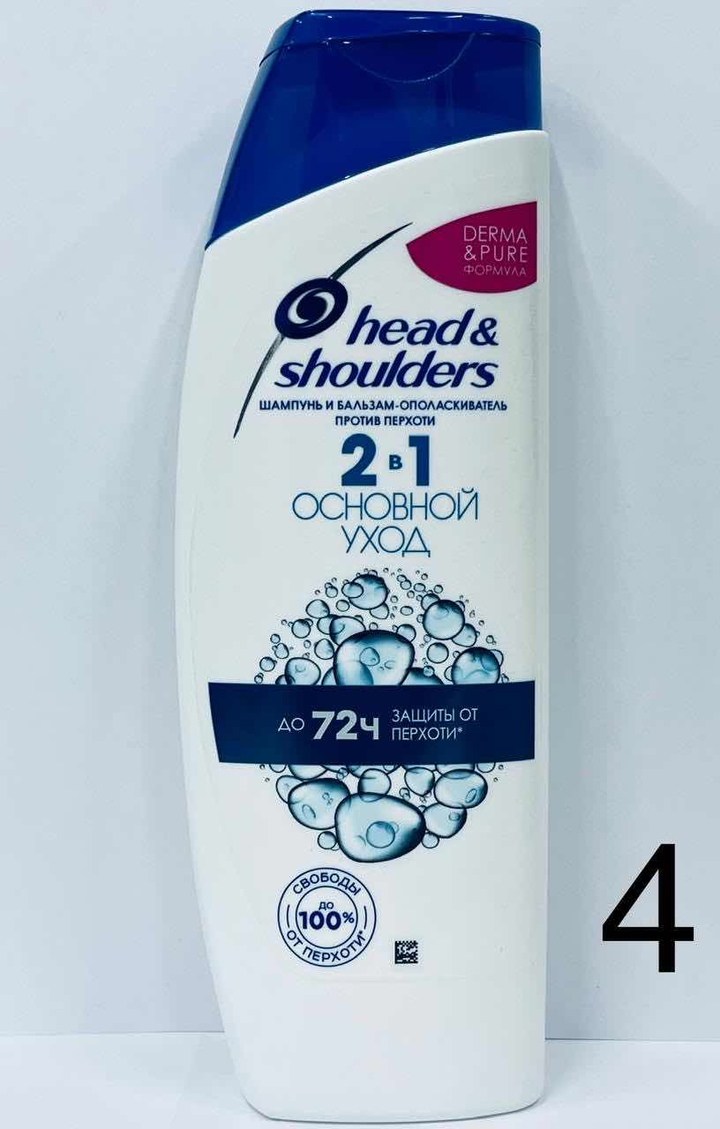 DERMA
&PURE
ФОРМУЛА
head&
shoulders
ШАМПУНЬ И БАЛЬЗАМ-ОПОЛАСКИВАТЕЛЬ
ПРОТИВ ПЕРХОТИ
2 в 1
ОСНОВНОЙ
УХОД
ДО 72ч ЗАЩИТЫ ОТ
ПЕРХОТИ*
СВОБОДЫ
ДО
100%
ОТ ПЕРХОТИ*
4